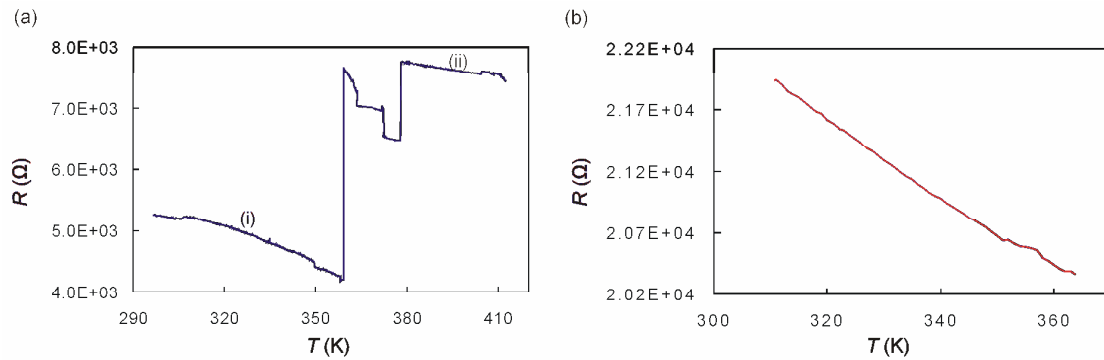 (a)
8.0E+03
7.0E+03
6.0E+03
5.0E+03
4.0E+03
R (Ω)
(i)
(ii)
290
320
350
380
410
T (K)
(b)
2.22E+04
2.17E+04
2.12E+04
2.07E+04
2.02E+04
R (Ω)
300
320
340
360
T (K)